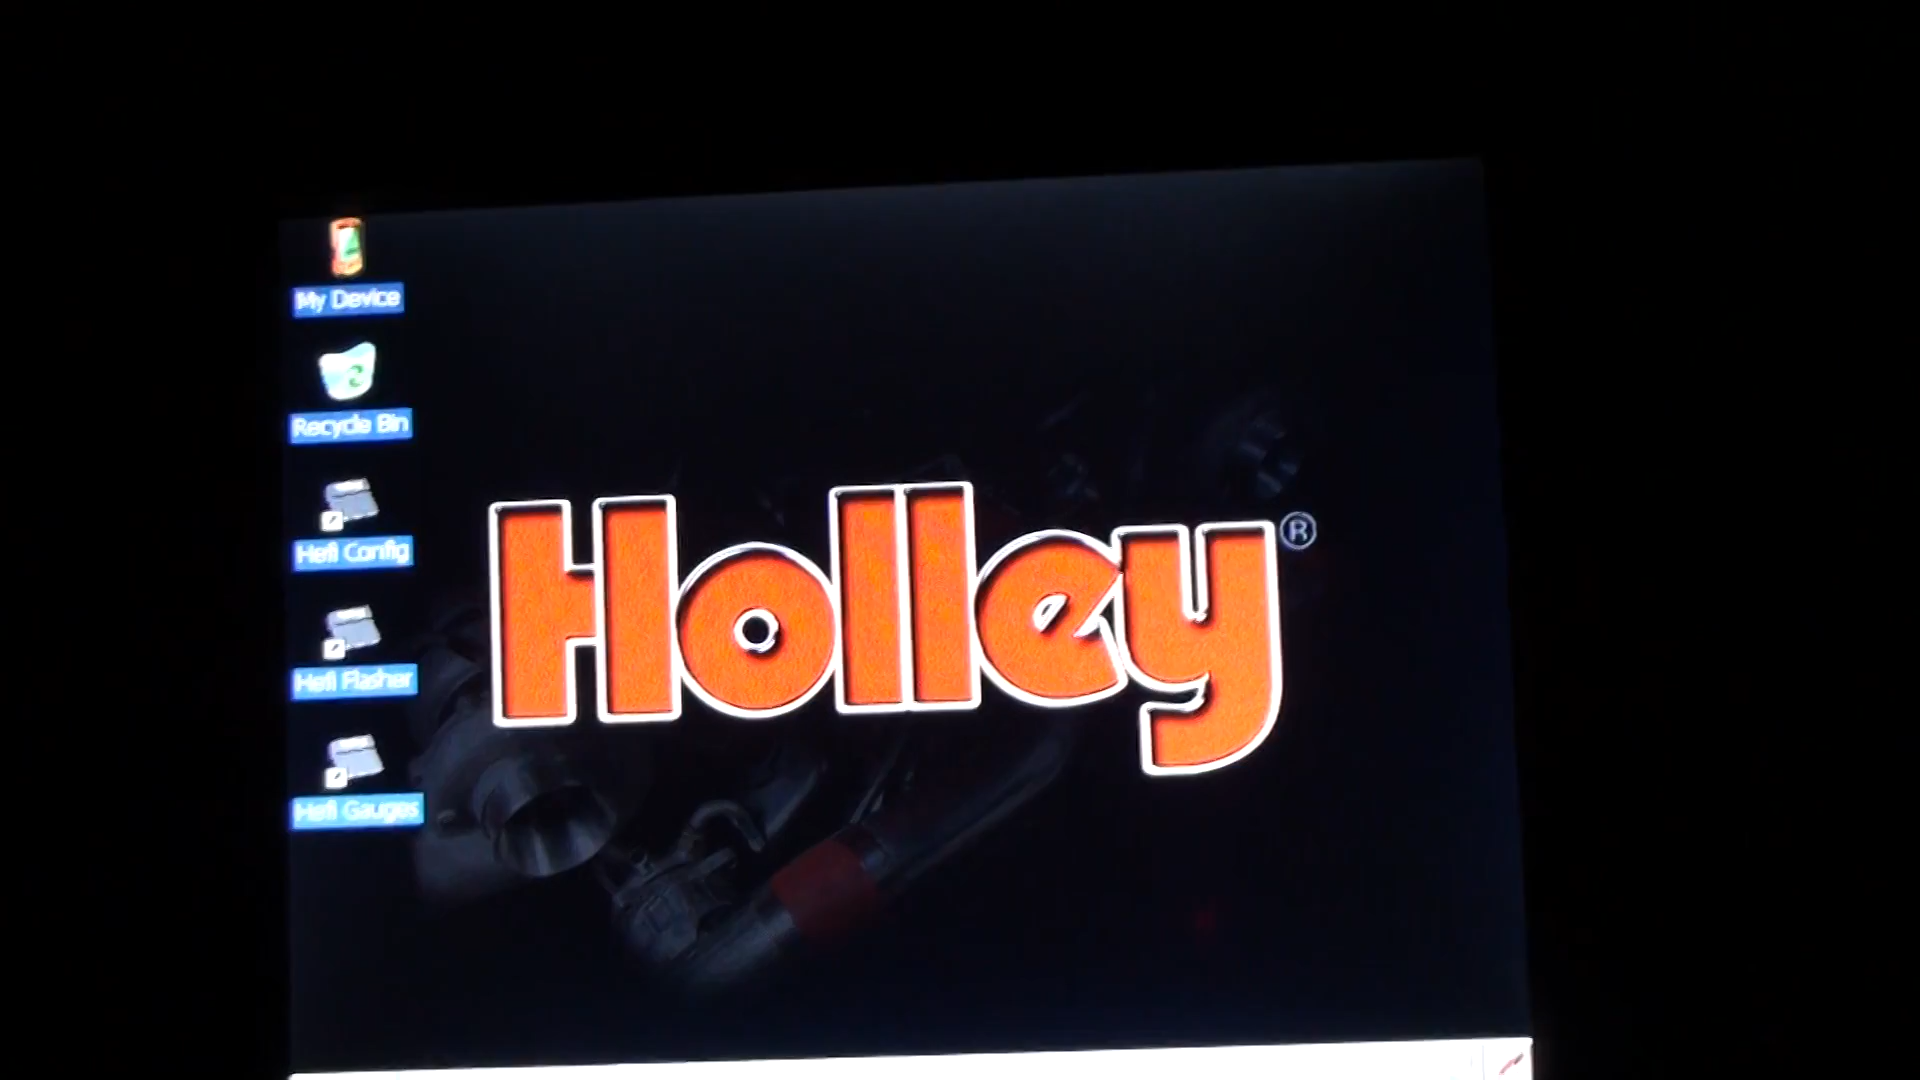 My Device
Recycle Bin
Hefi Config
Hefi Flasher
Hefi Gauges
Holley®